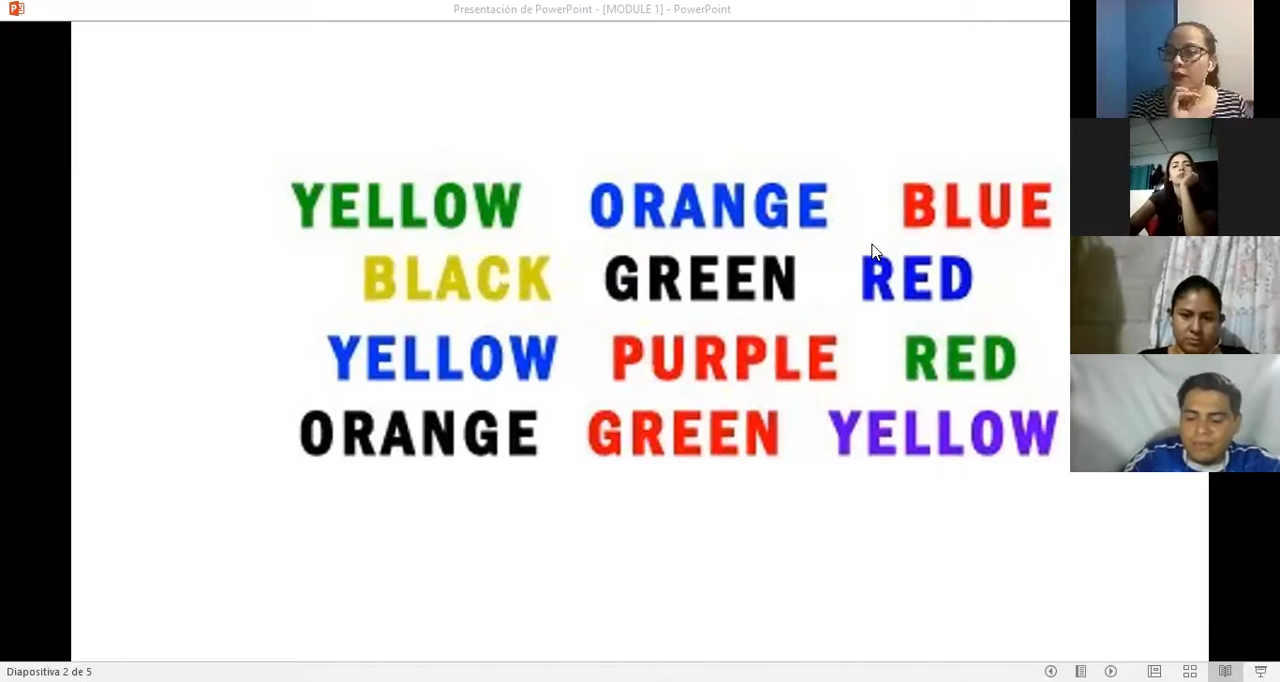 Presentación de PowerPoint - [MODULE 1] - PowerPoint
YELLOW ORANGE BLUE
BLACK GREEN RED
YELLOW PURPLE RED
ORANGE GREEN YELLOW
Diapositiva 2 de 5